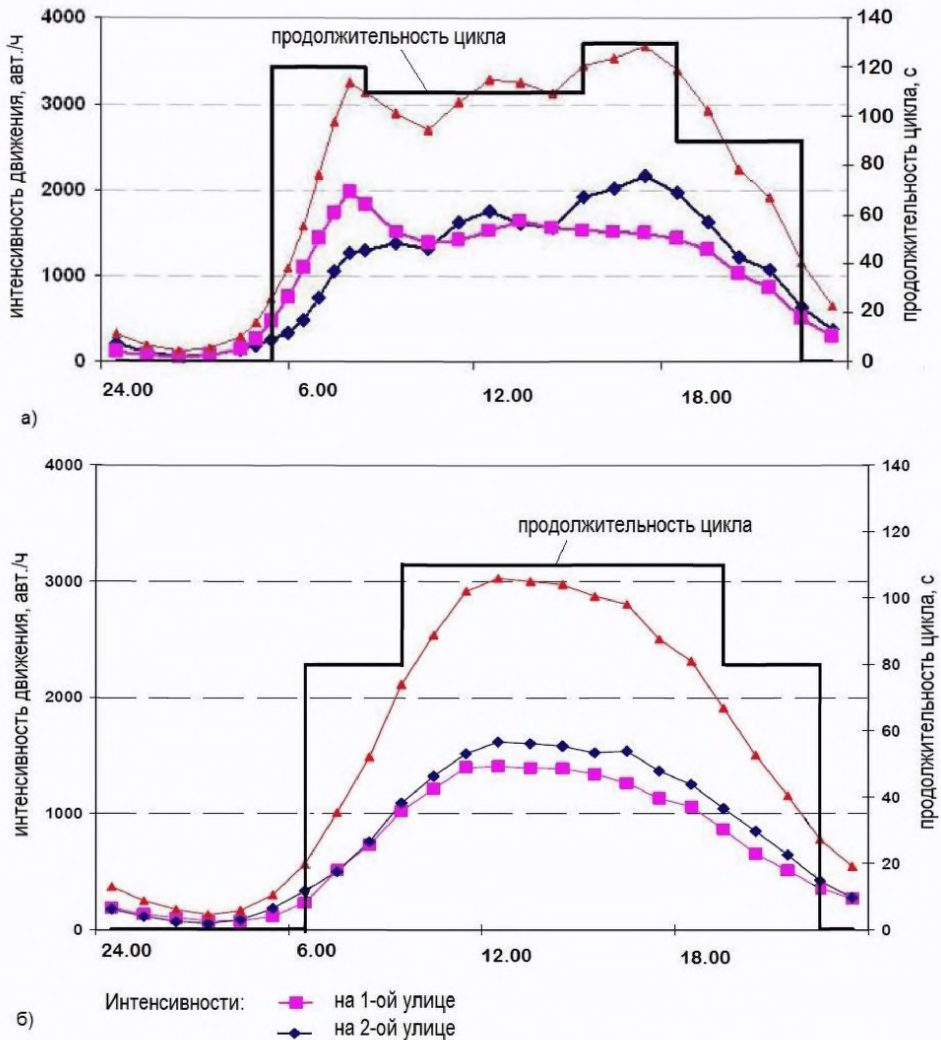 интенсивность движения, авт./ч
4000
3000
2000
1000
0
продолжительность цикла
140
120
100
80
60
40
20
0
продолжительность цикла, с
24.00 6.00 12.00 18.00
а)
интенсивность движения, авт./ч
4000
3000
2000
1000
0
продолжительность цикла
140
120
100
80
60
40
20
0
продолжительность цикла, с
24.00 6.00 12.00 18.00
Интенсивности: на 1-ой улице
б) на 2-ой улице